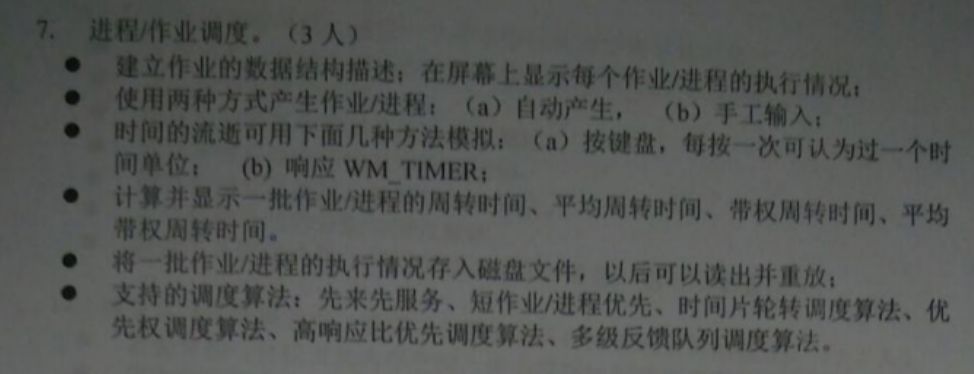 7. 进程/作业调度。（3 人）
● 建立作业的数据结构描述；在屏幕上显示每个作业/进程的执行情况；
● 使用两种方式产生作业/进程：（a）自动产生，（b）手工输入；
● 时间的流逝可用下面几种方法模拟：（a）按键盘，每按一次可认为过一个时
间单位；（b）响应 WM_TIMER；
● 计算并显示一批作业/进程的周转时间、平均周转时间、带权周转时间、平均
带权周转时间。
● 将一批作业/进程的执行情况存入磁盘文件，以后可以读出并重放；
● 支持的调度算法：先来先服务、短作业/进程优先、时间片轮转调度算法、优
先权调度算法、高响应比优先调度算法、多级反馈队列调度算法。